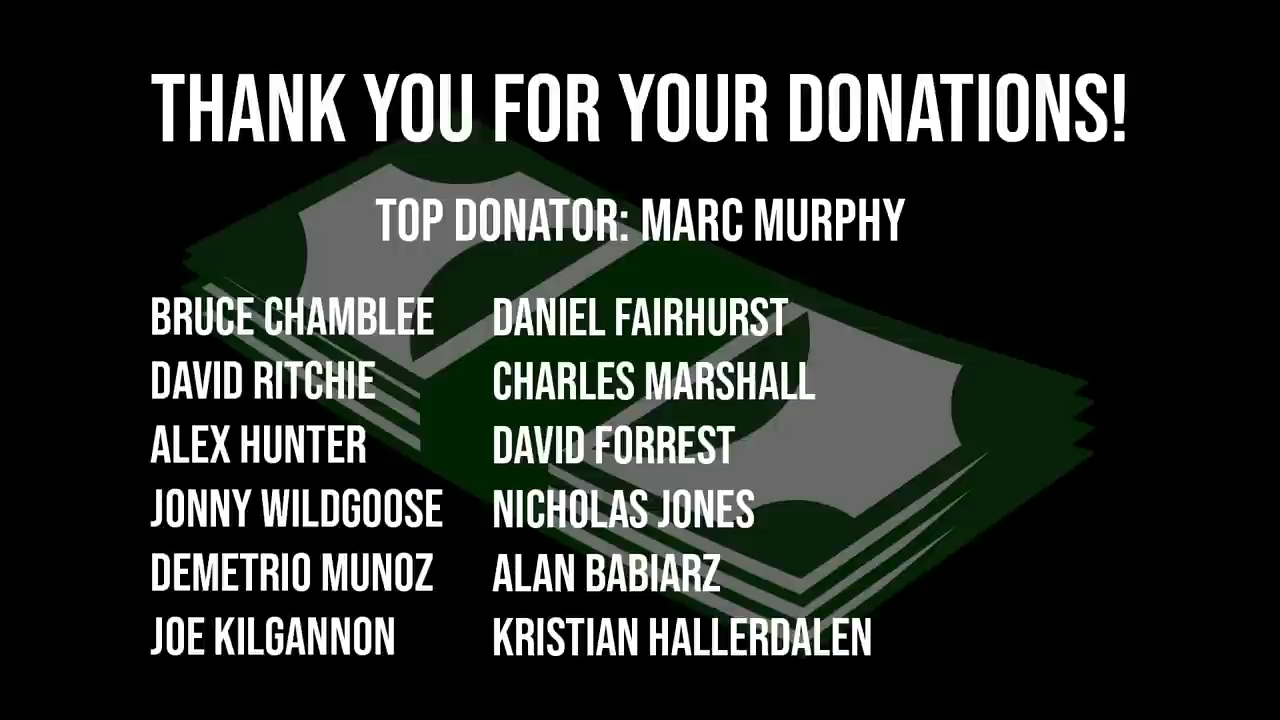 THANK YOU FOR YOUR DONATIONS!
TOP DONATOR: MARC MURPHY
BRUCE CHAMBLEE
DAVID RITCHIE
ALEX HUNTER
JONNY WILDGOOSE
DEMETRIO MUNOZ
JOE KILGANNON
DANIEL FAIRHURST
CHARLES MARSHALL
DAVID FORREST
NICHOLAS JONES
ALAN BABIARZ
KRISTIAN HALLERDALEN